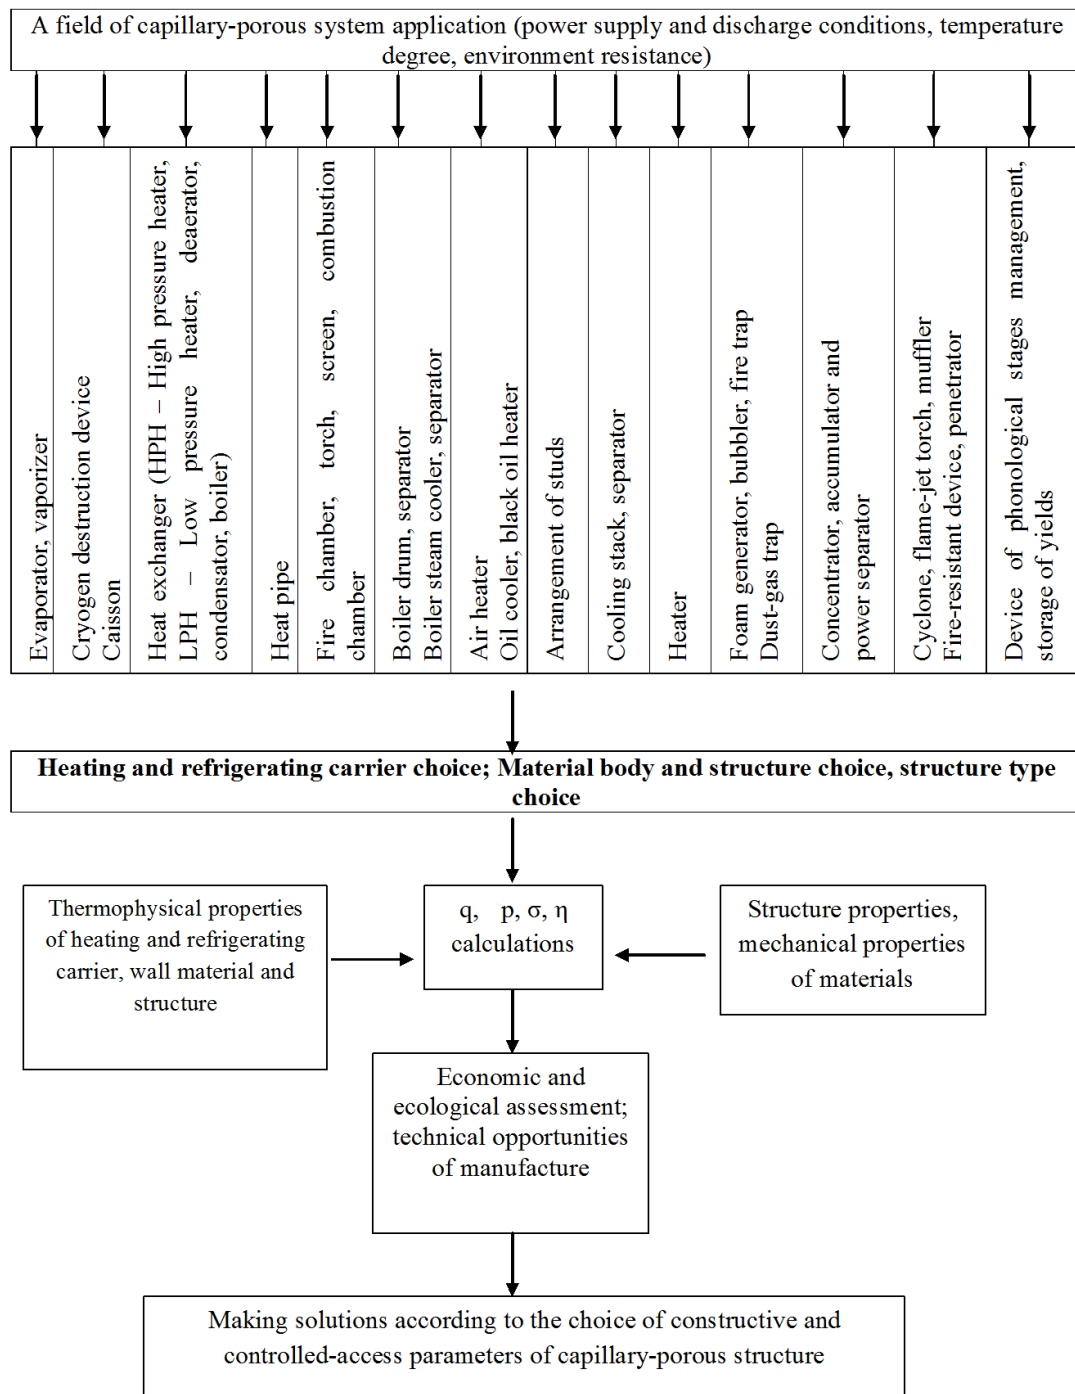 A field of capillary-porous system application (power supply and discharge conditions, temperature
degree, environment resistance)
Evaporator, vaporizer
Cryogen destruction device
Caisson
Heat exchanger (HPH – High pressure heater,
LPH – Low pressure heater, deaerator,
condensator, boiler)
Heat pipe
Fire chamber, torch, screen, combustion
chamber
Boiler drum, separator
Boiler steam cooler, separator
Air heater
Oil cooler, black oil heater
Arrangement of studs
Cooling stack, separator
Heater
Foam generator, bubbler, fire trap
Dust-gas trap
Concentrator, accumulator and
power separator
Cyclone, flame-jet torch, muffler
Fire-resistant device, penetrator
Device of phonological stages management,
storage of yields
Heating and refrigerating carrier choice; Material body and structure choice, structure type
choice
Thermophysical properties
of heating and refrigerating
carrier, wall material and
structure
q, p, σ, η
calculations
Structure properties,
mechanical properties
of materials
Economic and
ecological assessment;
technical opportunities
of manufacture
Making solutions according to the choice of constructive and
controlled-access parameters of capillary-porous structure